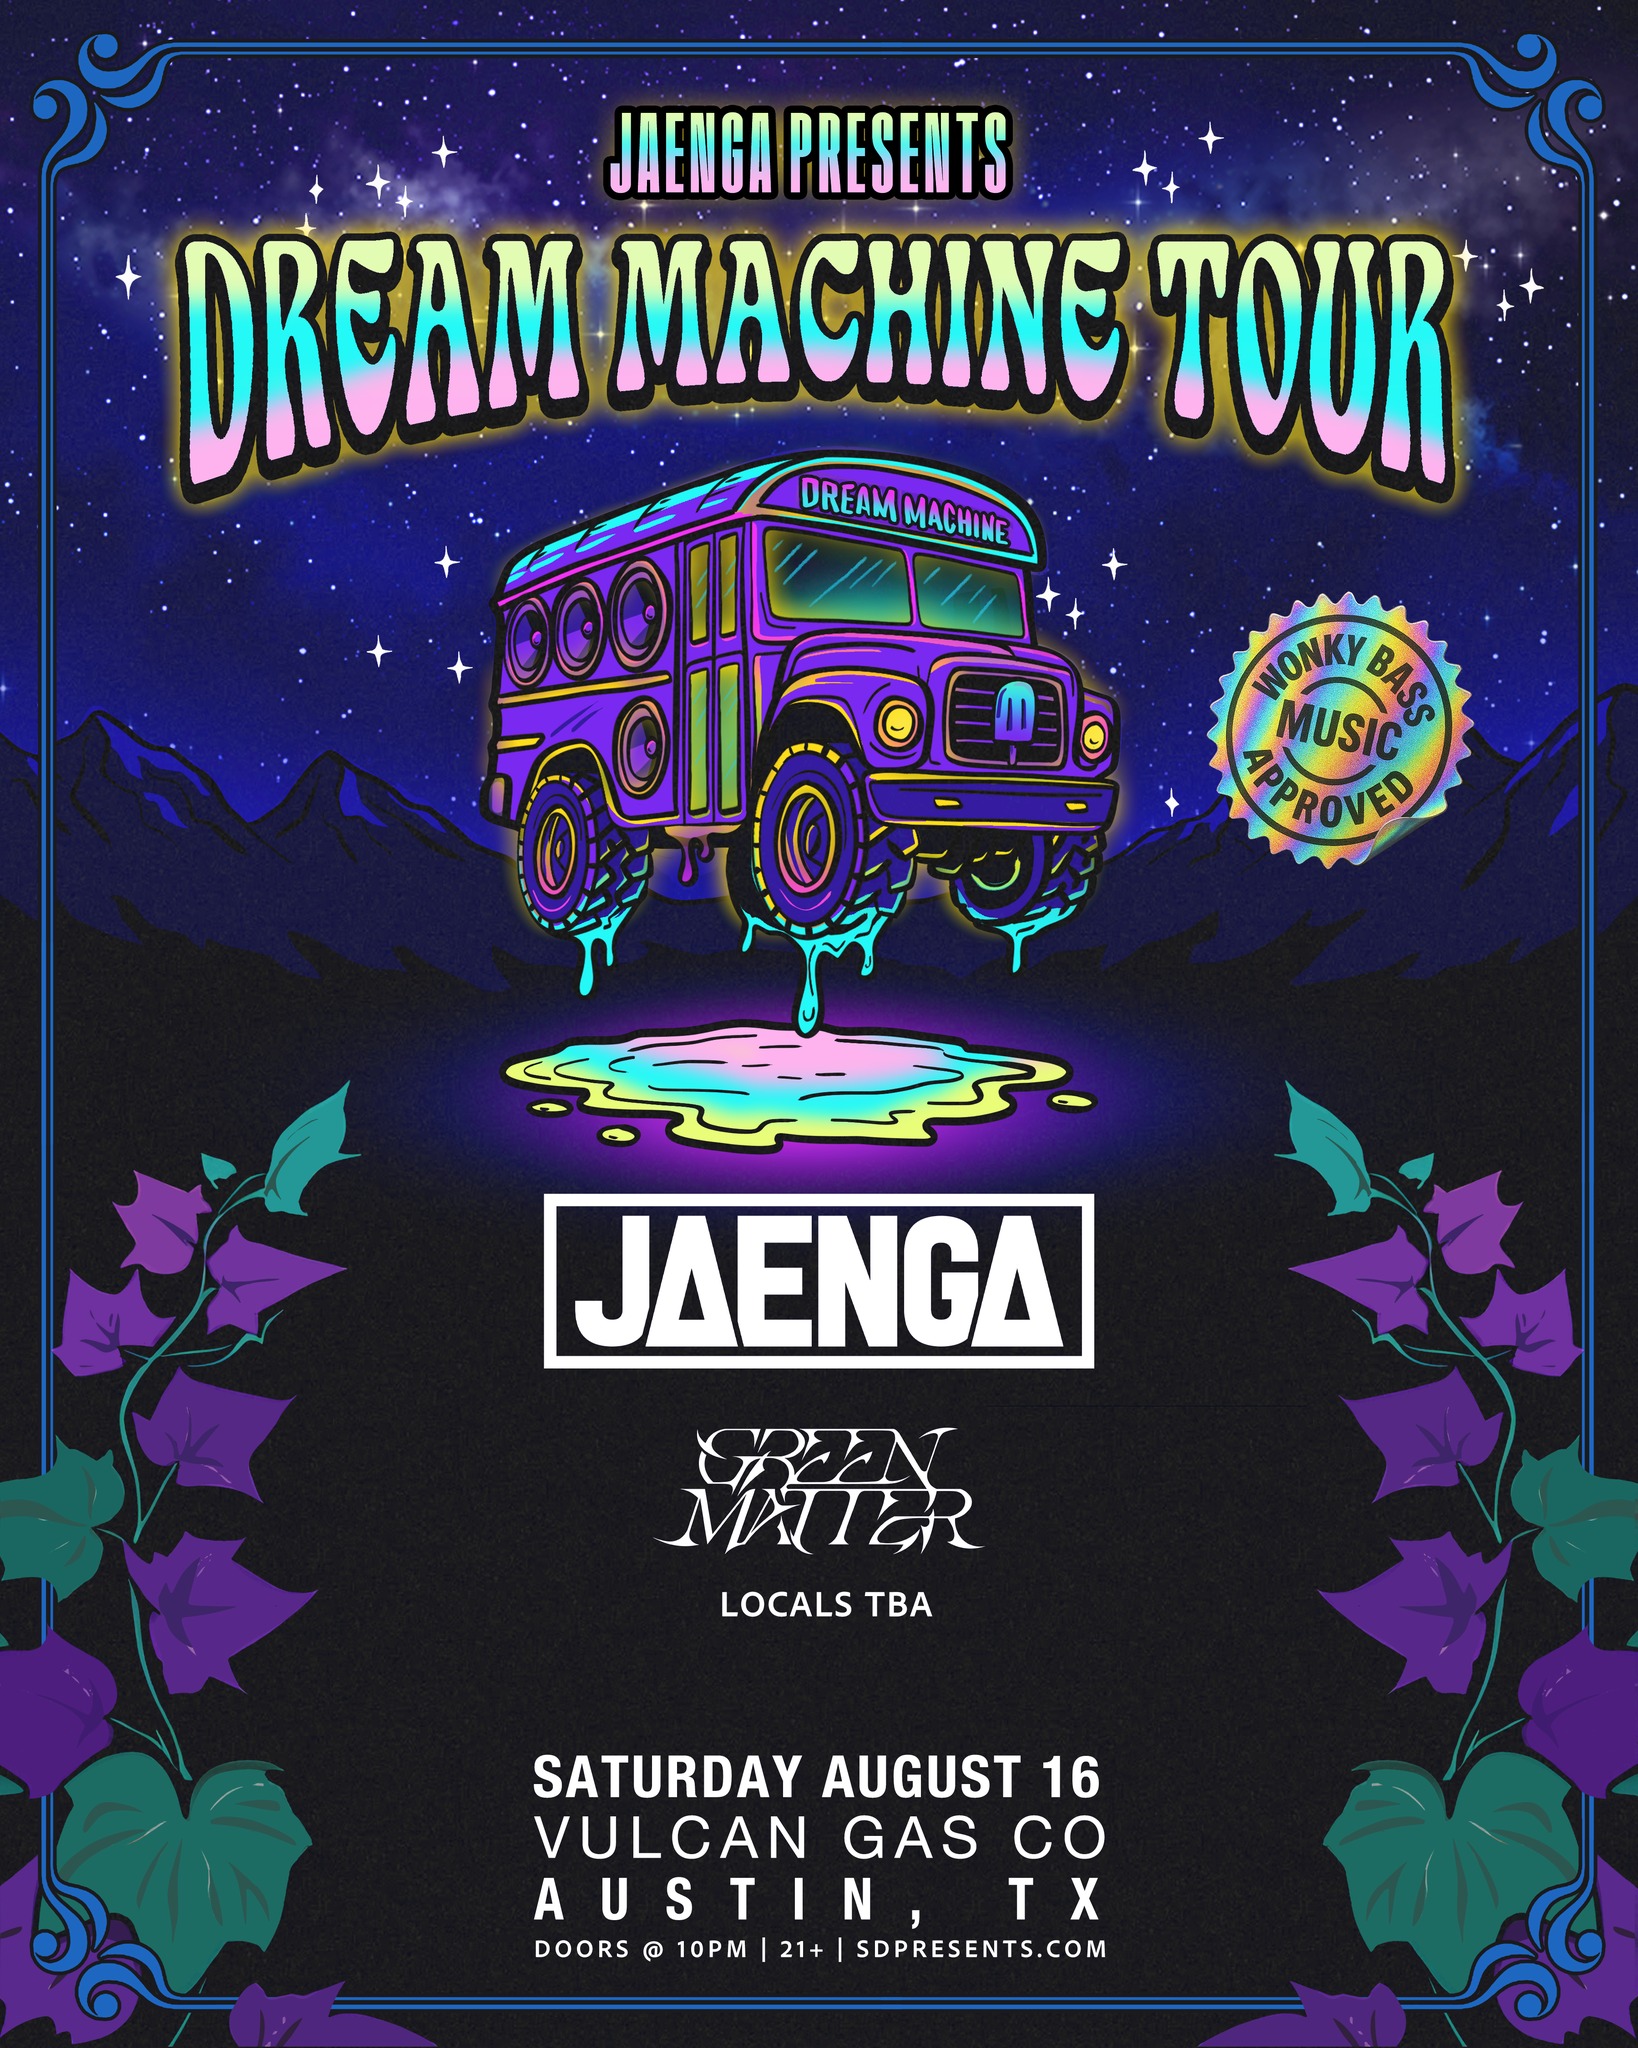 JAENGA PRESENTS
DREAM MACHINE TOUR
DREAM MACHINE
WONKY BASS
MUSIC
APPROVED
JAENGA
GREEN
MATTER
LOCALS TBA
SATURDAY AUGUST 16
VULCAN GAS CO
AUSTIN, TX
DOORS @ 10PM | 21+ | SDPRESENTS.COM